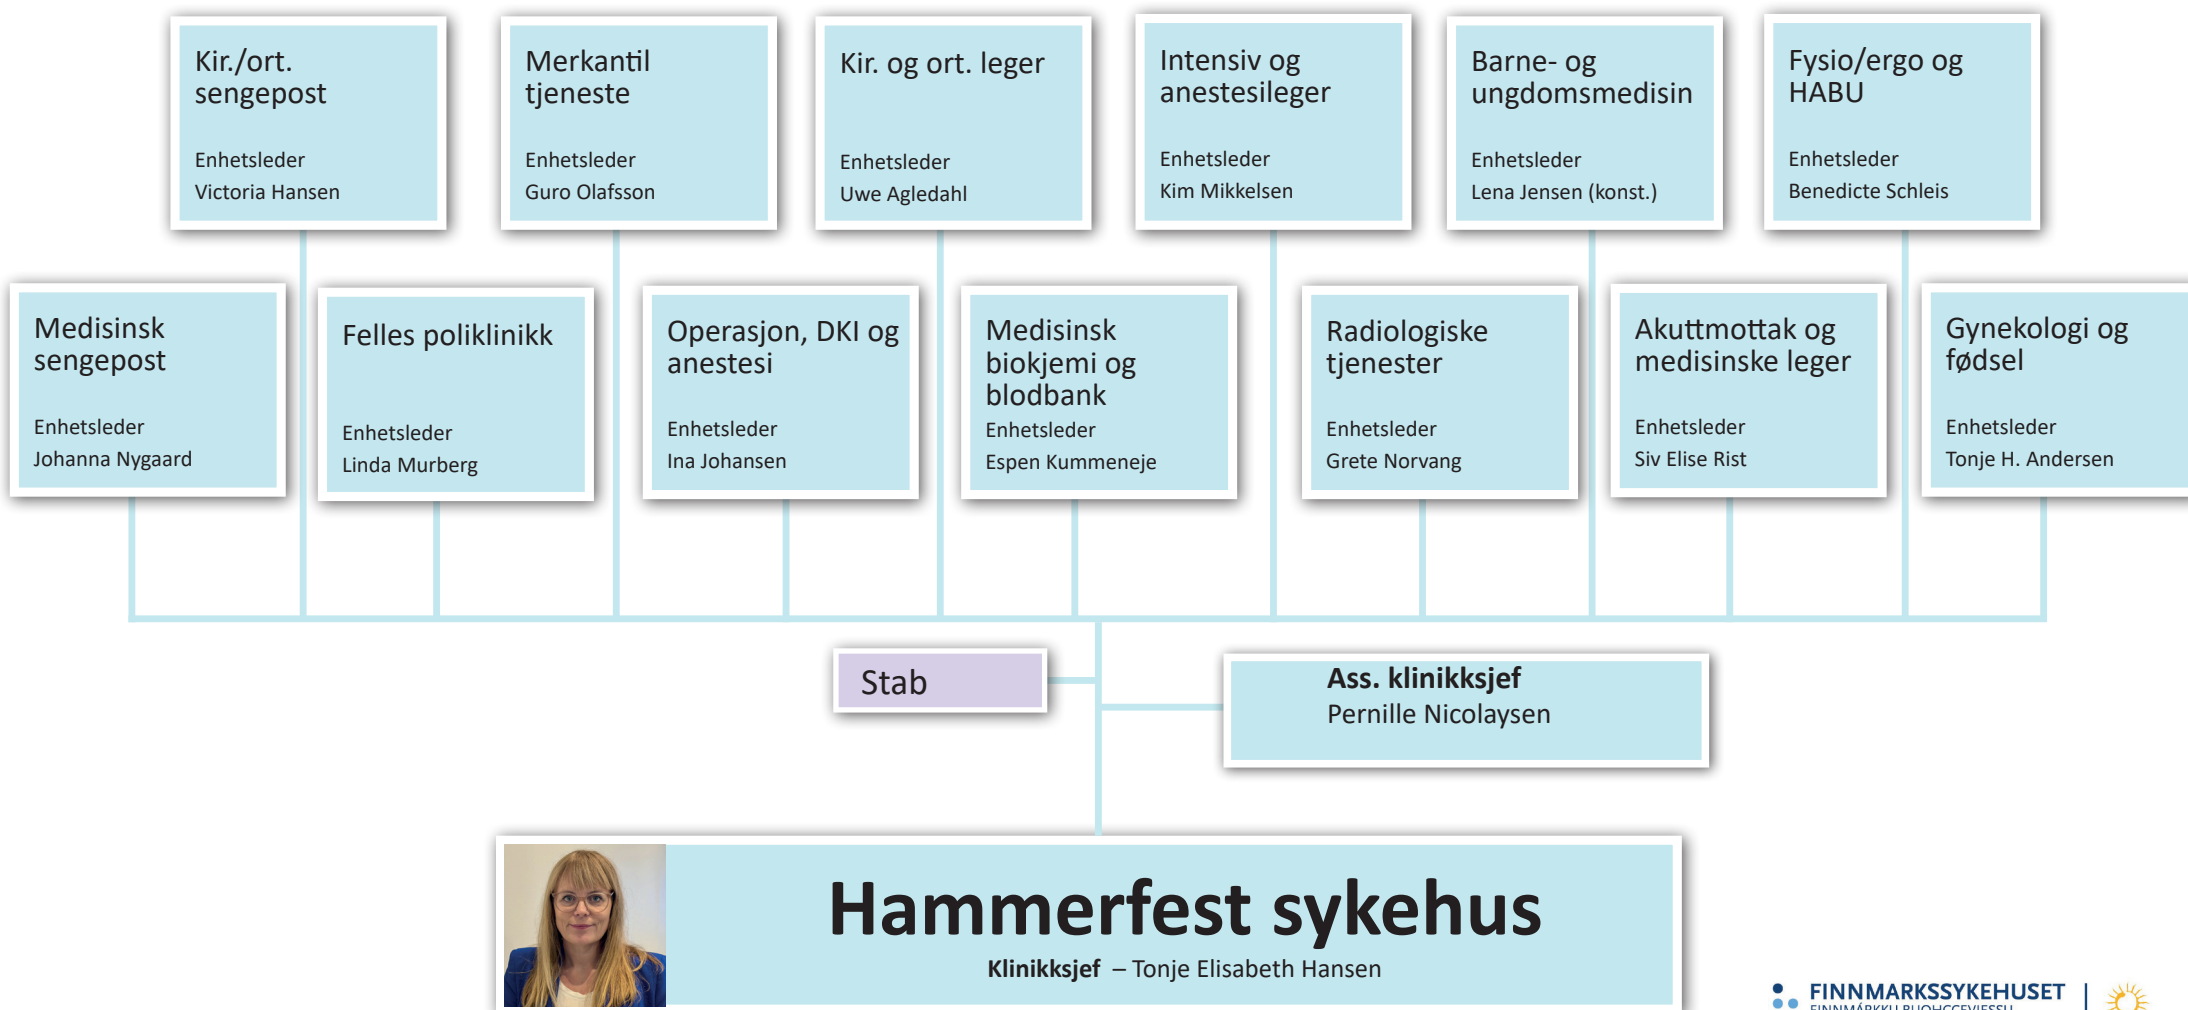 Kir./ort.
sengepost
Enhetsleder
Victoria Hansen
Merkantil
tjeneste
Enhetsleder
Guro Olafsson
Kir. og ort. leger
Enhetsleder
Uwe Agledahl
Intensiv og
anestesileger
Enhetsleder
Kim Mikkelsen
Barne- og
ungdomsmedisin
Enhetsleder
Lena Jensen (konst.)
Fysio/ergo og
HABU
Enhetsleder
Benedicte Schleis
Medisinsk
sengepost
Enhetsleder
Johanna Nygaard
Felles poliklinikk
Enhetsleder
Linda Murberg
Operasjon, DKI og
anestesi
Enhetsleder
Ina Johansen
Medisinsk
biokjemi og
blodbank
Enhetsleder
Espen Kummeneje
Radiologiske
tjenester
Enhetsleder
Grete Norvang
Akuttmottak og
medisinske leger
Enhetsleder
Siv Elise Rist
Gynekologi og
fødsel
Enhetsleder
Tonje H. Andersen
Stab
Ass. klinikksjef
Pernille Nicolaysen
Hammerfest sykehus
Klinikksjef – Tonje Elisabeth Hansen
FINNMARKSSYKEHUSET